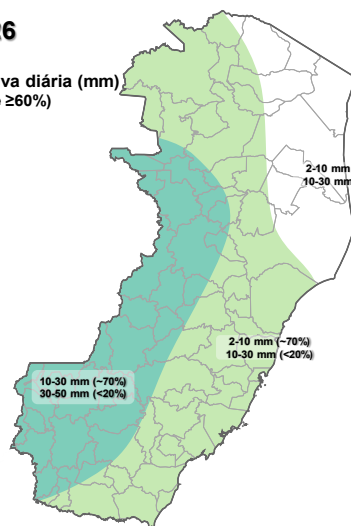 26
va diária (mm)
≥60%)
2-10 mm
10-30 mm
2-10 mm (~70%)
10-30 mm (<20%)
10-30 mm (~70%)
30-50 mm (<20%)